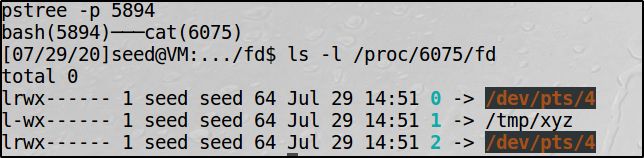 pstree -p 5894
bash(5894)───cat(6075)
[07/29/20]seed@VM:.../fd$ ls -l /proc/6075/fd
total 0
lrwx------ 1 seed seed 64 Jul 29 14:51 0 -> /dev/pts/4
l-wx------ 1 seed seed 64 Jul 29 14:51 1 -> /tmp/xyz
lrwx------ 1 seed seed 64 Jul 29 14:51 2 -> /dev/pts/4